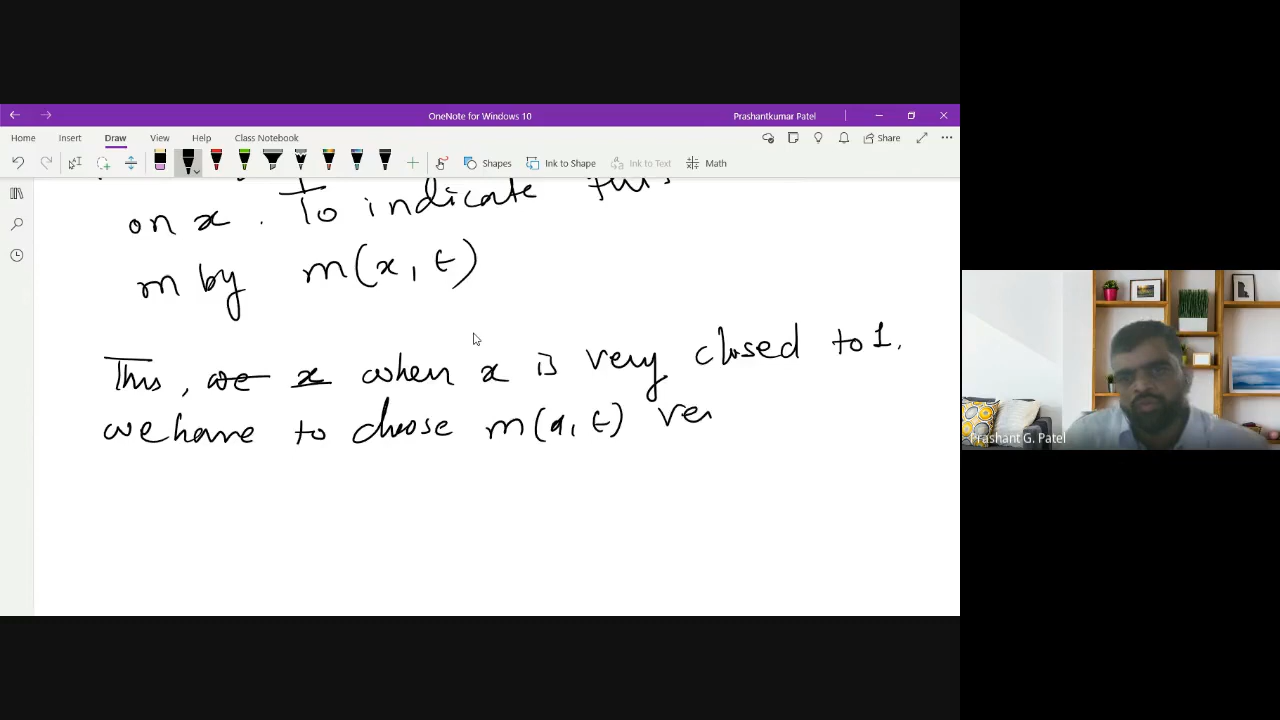 OneNote for Windows 10
Prashantkumar Patel
Home Insert Draw View Help Class Notebook
Share
Shapes Ink to Shape Ink to Text Math
on x. To indicate this
m by m(x, t)
This, we x when x is very closed to 1.
we have to choose m(x, t) ver
Prashant G. Patel